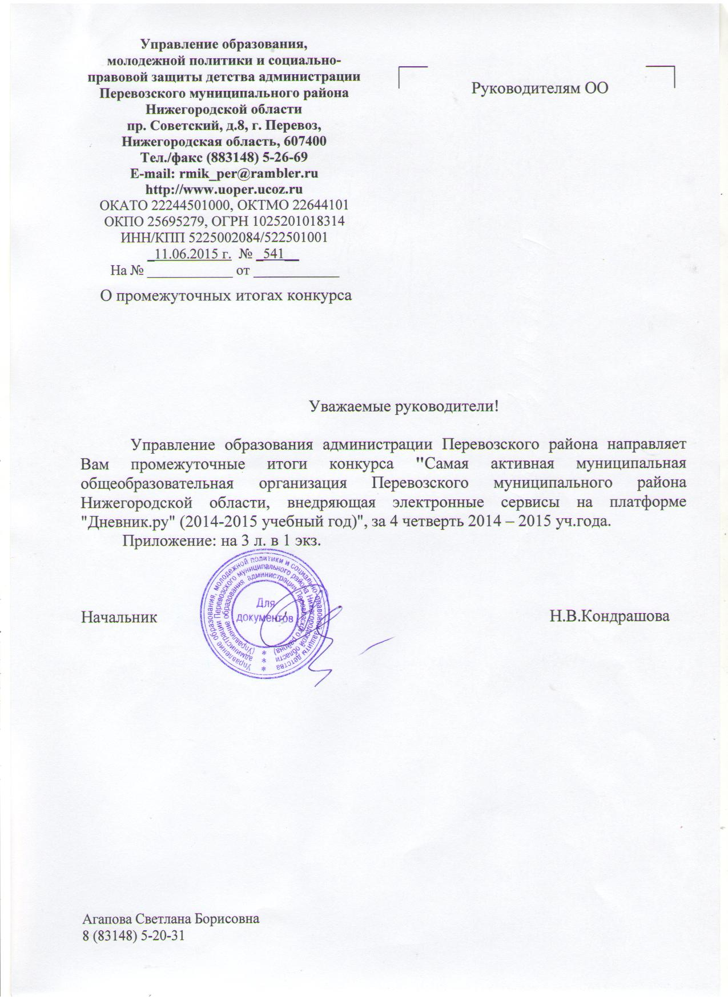 Управление образования,
молодежной политики и социально-
правовой защиты детства администрации
Перевозского муниципального района
Нижегородской области
пр. Советский, д.8, г. Перевоз,
Нижегородская область, 607400
Тел./факс (883148) 5-26-69
E-mail: rmik_per@rambler.ru
http://www.uoper.ucoz.ru
ОКАТО 22244501000, ОКТМО 22644101
ОКПО 25695279, ОГРН 1025201018314
ИНН/КПП 5225002084/522501001
_11.06.2015 г. № _541__
На № ____________ от ____________
О промежуточных итогах конкурса
Руководителям ОО
Уважаемые руководители!
Управление образования администрации Перевозского района направляет
Вам промежуточные итоги конкурса "Самая активная муниципальная
общеобразовательная организация Перевозского муниципального района
Нижегородской области, внедряющая электронные сервисы на платформе
"Дневник.ру" (2014-2015 учебный год)", за 4 четверть 2014 – 2015 уч.года.
Приложение: на 3 л. в 1 экз.
Начальник
Н.В.Кондрашова
Управление образования, молодежной политики и социально-правовой защиты детства
администрации Перевозского муниципального района Нижегородской области
(Управление образования администрации Перевозского района)
Для
документов
Агапова Светлана Борисовна
8 (83148) 5-20-31